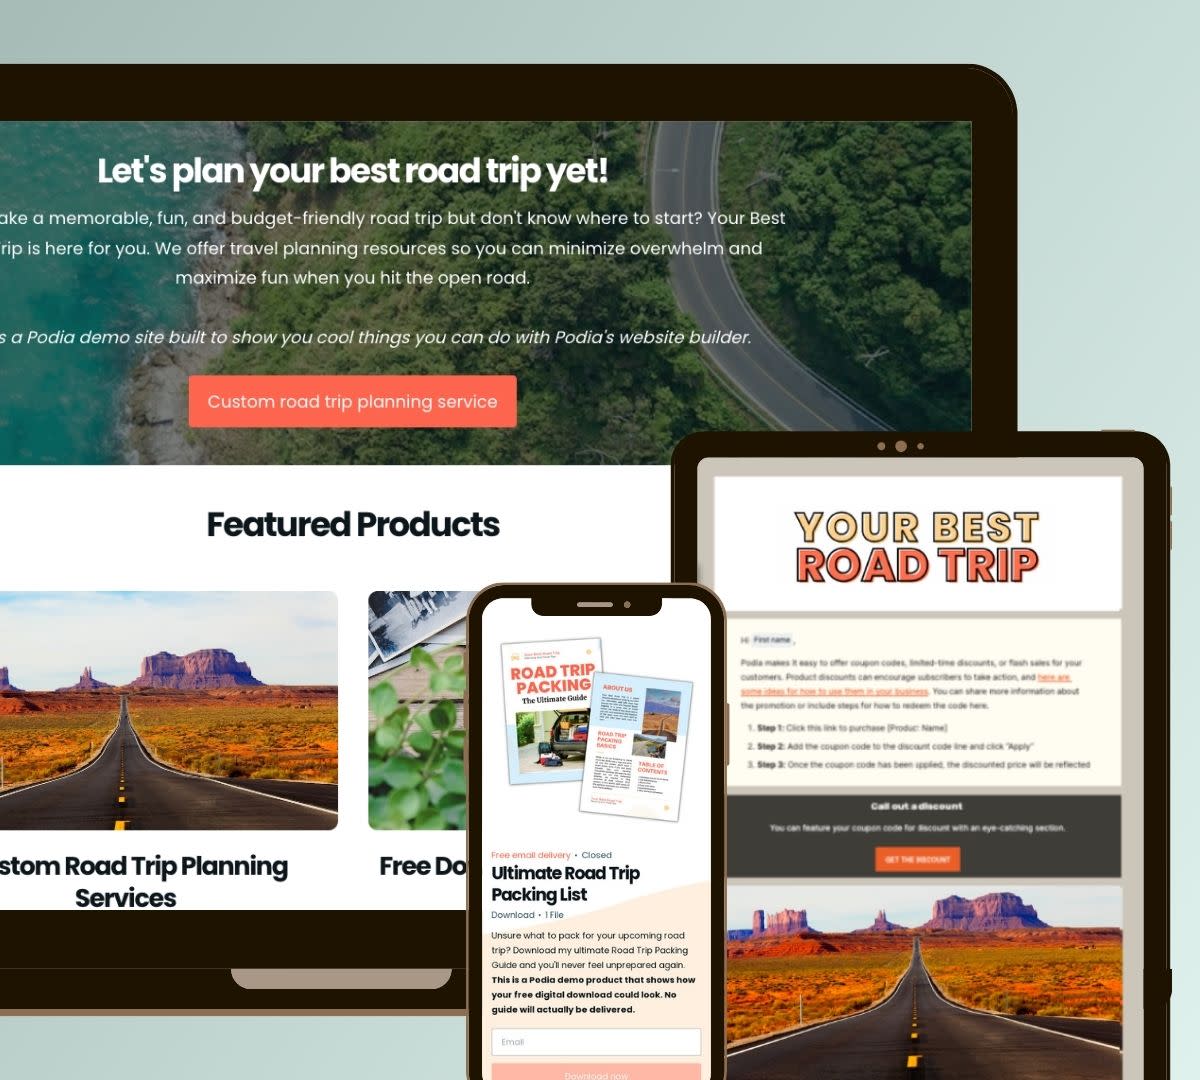 Let's plan your best road trip yet!
ake a memorable, fun, and budget-friendly road trip but don't know where to start? Your Best
rip is here for you. We offer travel planning resources so you can minimize overwhelm and
maximize fun when you hit the open road.
s a Podia demo site built to show you cool things you can do with Podia's website builder.
Custom road trip planning service
Featured Products
stom Road Trip Planning
Services
Free Do
ROAD TRIP
PACKING
The Ultimate Guide
ABOUT US
ROAD TRIP
PACKING
BASICS
TABLE OF
CONTENTS
Free email delivery • Closed
Ultimate Road Trip
Packing List
Download • 1 File
Unsure what to pack for your upcoming road
trip? Download my ultimate Road Trip Packing
Guide and you'll never feel unprepared again.
This is a Podia demo product that shows how
your free digital download could look. No
guide will actually be delivered.
Email
Download now
YOUR BEST
ROAD TRIP
Hi First name ,
Podia makes it easy to offer coupon codes, limited-time discounts, or flash sales for your
customers. Product discounts can encourage subscribers to take action, and here are
some ideas for how to use them in your business. You can share more information about
the promotion or include steps for how to redeem the code here.
1. Step 1: Click this link to purchase [Product Name]
2. Step 2: Add the coupon code to the discount code line and click "Apply"
3. Step 3: Once the coupon code has been applied, the discounted price will be reflected
Call out a discount
You can feature your coupon code for discount with an eye-catching section.
GET THE DISCOUNT